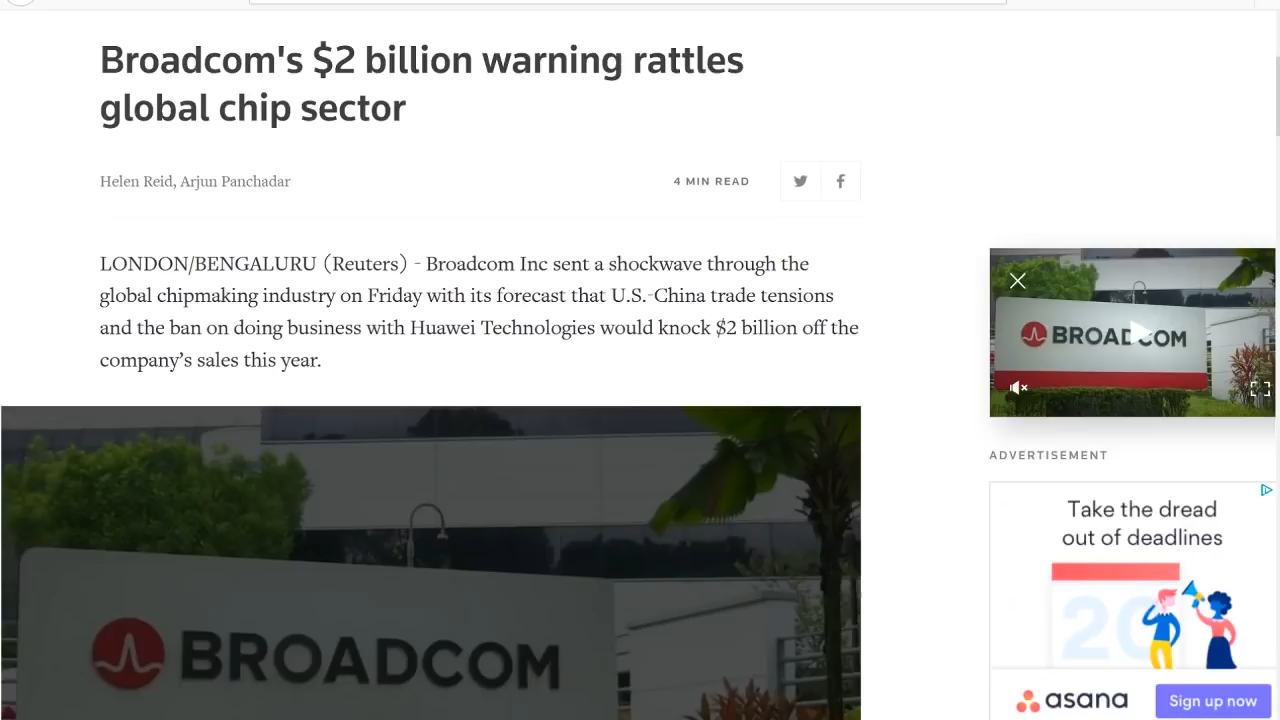 Broadcom's $2 billion warning rattles
global chip sector
Helen Reid, Arjun Panchadar
4 MIN READ
LONDON/BENGALURU (Reuters) - Broadcom Inc sent a shockwave through the
global chipmaking industry on Friday with its forecast that U.S.-China trade tensions
and the ban on doing business with Huawei Technologies would knock $2 billion off the
company’s sales this year.
BROADCOM
BROADCOM
ADVERTISEMENT
Take the dread
out of deadlines
20
asana
Sign up now